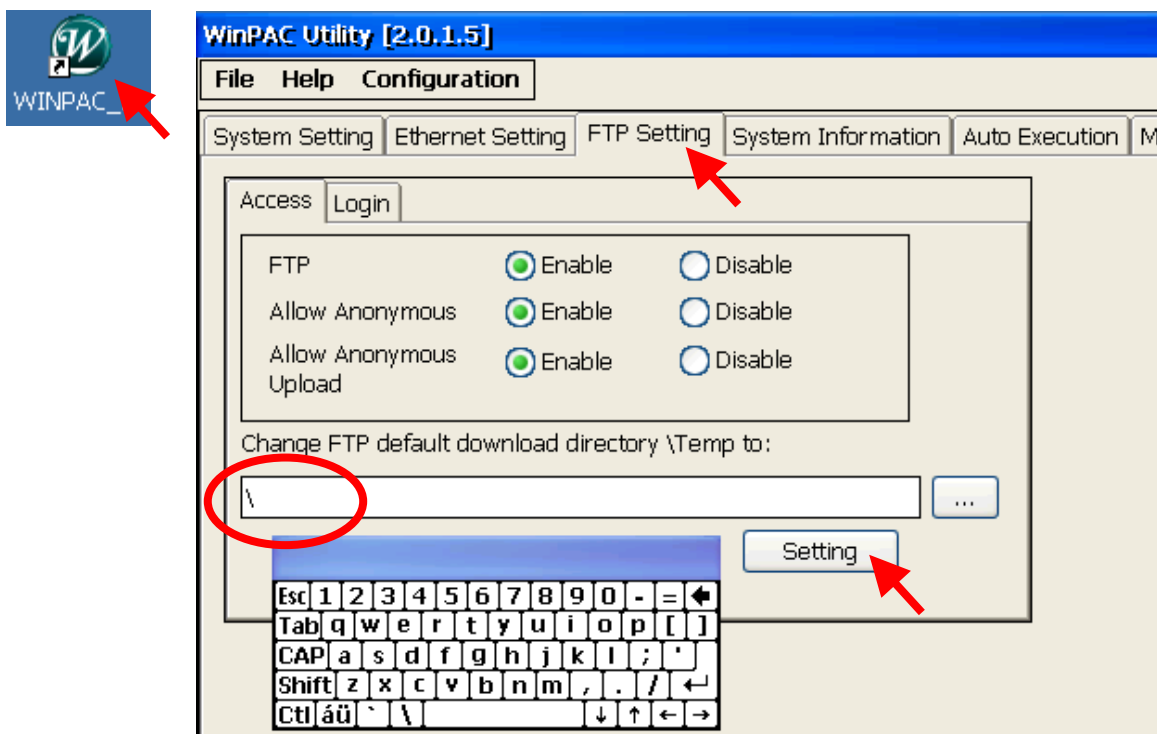 W
WINPAC_
WinPAC Utility [2.0.1.5]
File Help Configuration
System Setting Ethernet Setting FTP Setting System Information Auto Execution M
Access Login
FTP Enable Disable
Allow Anonymous Enable Disable
Allow Anonymous
Upload Enable Disable
Change FTP default download directory \Temp to:
\ ...
Setting
Esc 1 2 3 4 5 6 7 8 9 0 - =
Tab q w e r t y u i o p [ ]
CAP a s d f g h j k l ; '
Shift z x c v b n m , . /
Ctl áü ` \